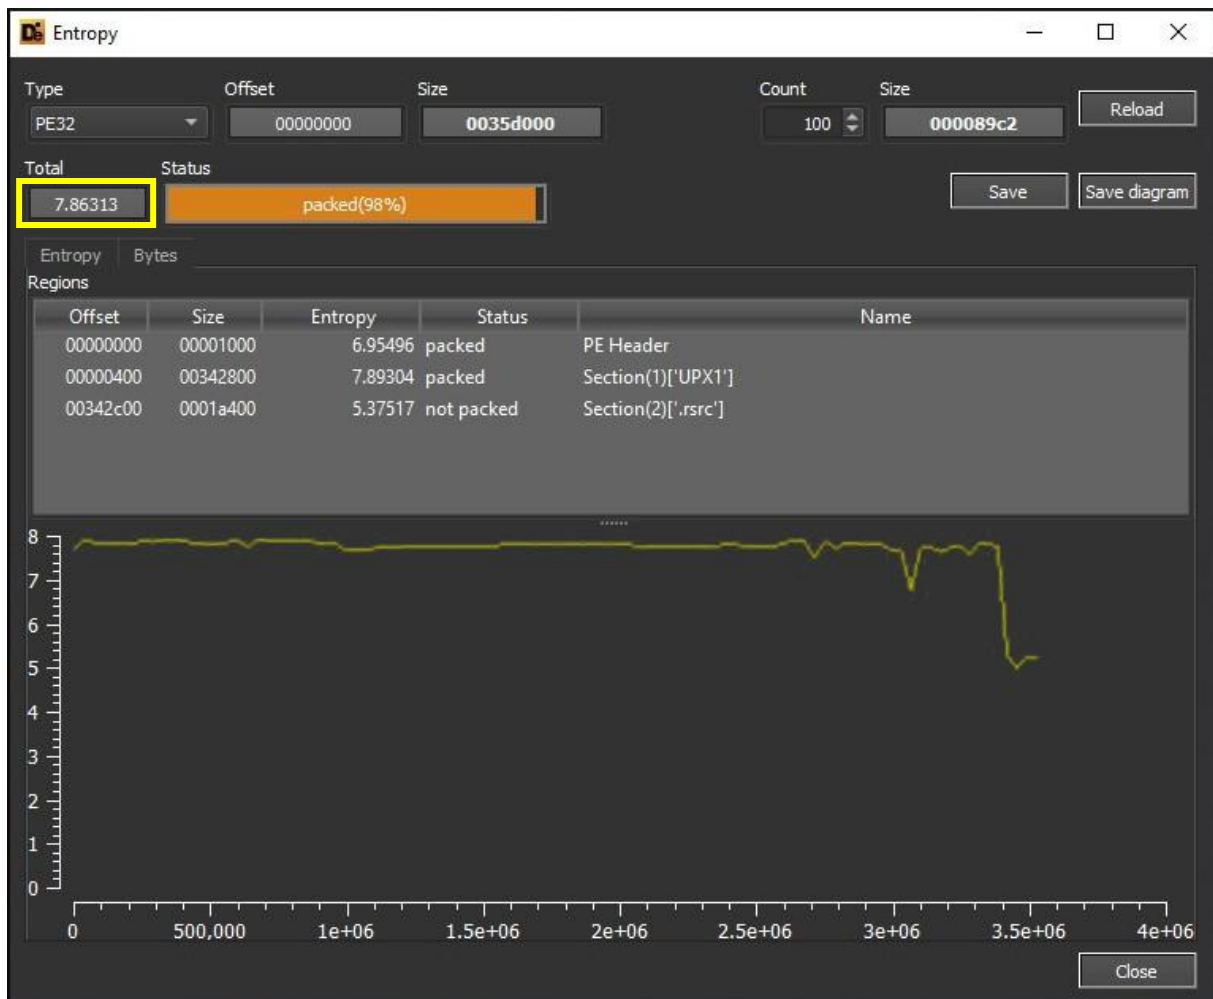 Entropy
Type Offset Size Count Size
PE32 00000000 0035d000 100 000089c2 Reload
Total Status
7.86313 packed(98%) Save Save diagram
Entropy Bytes
Regions
Offset Size Entropy Status Name
00000000 00001000 6.95496 packed PE Header
00000400 00342800 7.89304 packed Section(1)['UPX1']
00342c00 0001a400 5.37517 not packed Section(2)['.rsrc']
8
7
6
5
4
3
2
1
0
0 500,000 1e+06 1.5e+06 2e+06 2.5e+06 3e+06 3.5e+06 4e+06
Close